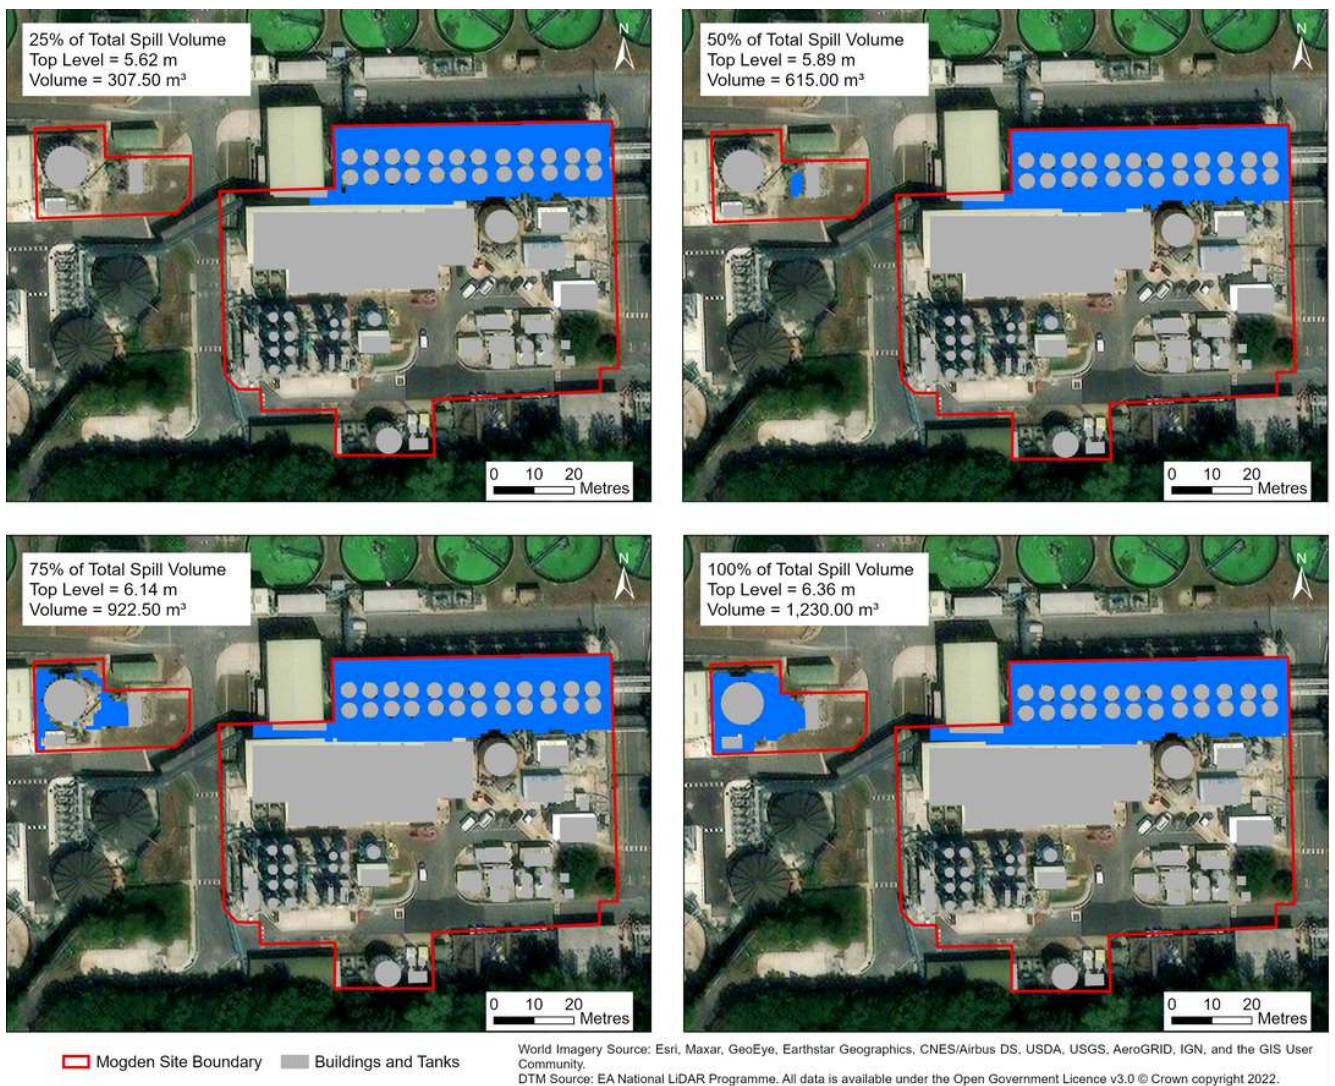 25% of Total Spill Volume
Top Level = 5.62 m
Volume = 307.50 m³
N
0 10 20
Metres
50% of Total Spill Volume
Top Level = 5.89 m
Volume = 615.00 m³
N
0 10 20
Metres
75% of Total Spill Volume
Top Level = 6.14 m
Volume = 922.50 m³
N
0 10 20
Metres
100% of Total Spill Volume
Top Level = 6.36 m
Volume = 1,230.00 m³
N
0 10 20
Metres
Mogden Site Boundary
Buildings and Tanks
World Imagery Source: Esri, Maxar, GeoEye, Earthstar Geographics, CNES/Airbus DS, USDA, USGS, AeroGRID, IGN, and the GIS User
Community.
DTM Source: EA National LiDAR Programme. All data is available under the Open Government Licence v3.0 © Crown copyright 2022.